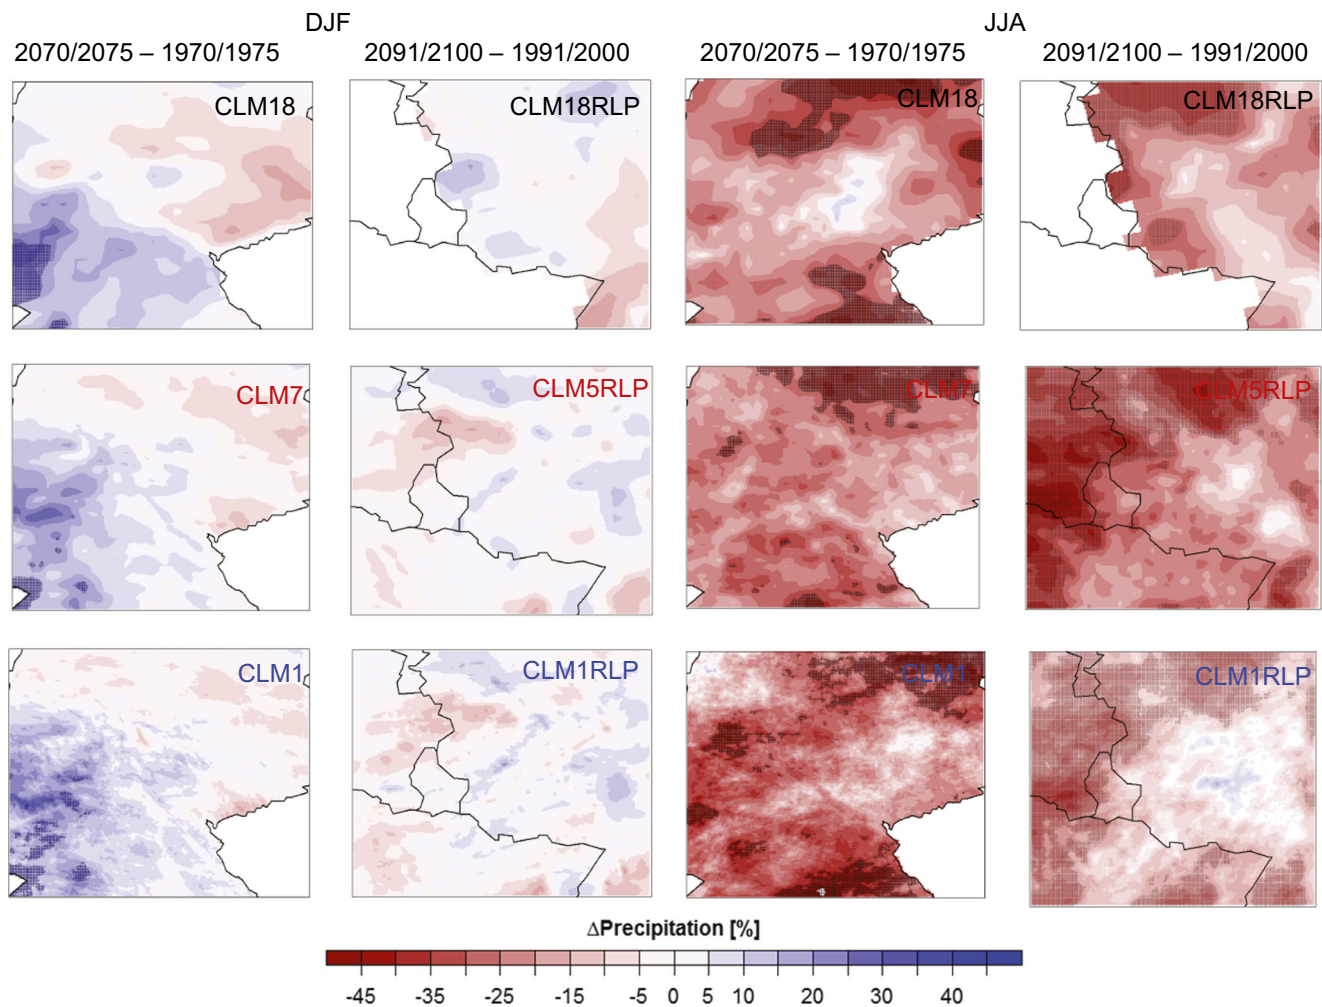 DJF JJA
2070/2075 – 1970/1975 2091/2100 – 1991/2000 2070/2075 – 1970/1975 2091/2100 – 1991/2000
CLM18 CLM18RLP CLM18 CLM18RLP
CLM7 CLM5RLP CLM7 CLM5RLP
CLM1 CLM1RLP CLM1 CLM1RLP
ΔPrecipitation [%]
-45 -35 -25 -15 -5 0 5 10 20 30 40